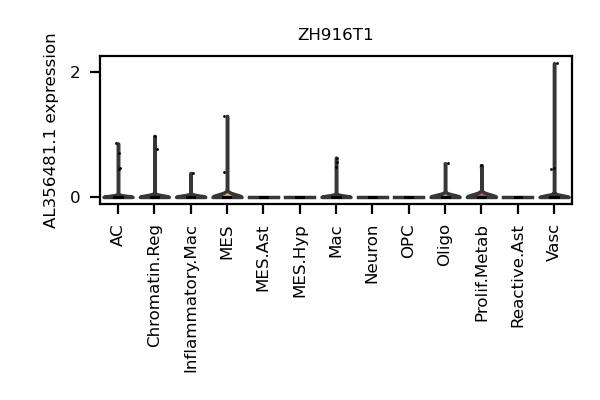 ZH916T1
AL356481.1 expression
2
0
AC
Chromatin.Reg
Inflammatory.Mac
MES
MES.Ast
MES.Hyp
Mac
Neuron
OPC
Oligo
Prolif.Metab
Reactive.Ast
Vasc